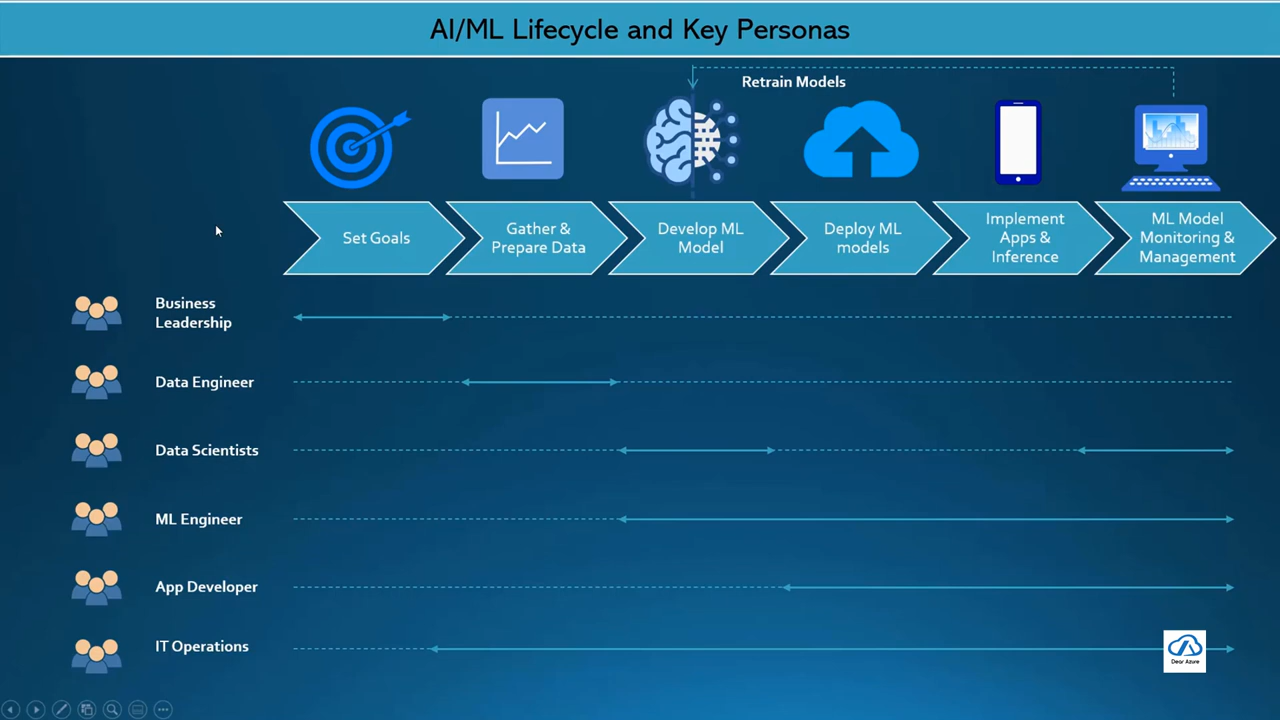 AI/ML Lifecycle and Key Personas
Retrain Models
Set Goals
Gather &
Prepare Data
Develop ML
Model
Deploy ML
models
Implement
Apps &
Inference
ML Model
Monitoring &
Management
Business
Leadership
Data Engineer
Data Scientists
ML Engineer
App Developer
IT Operations
Dear Azure